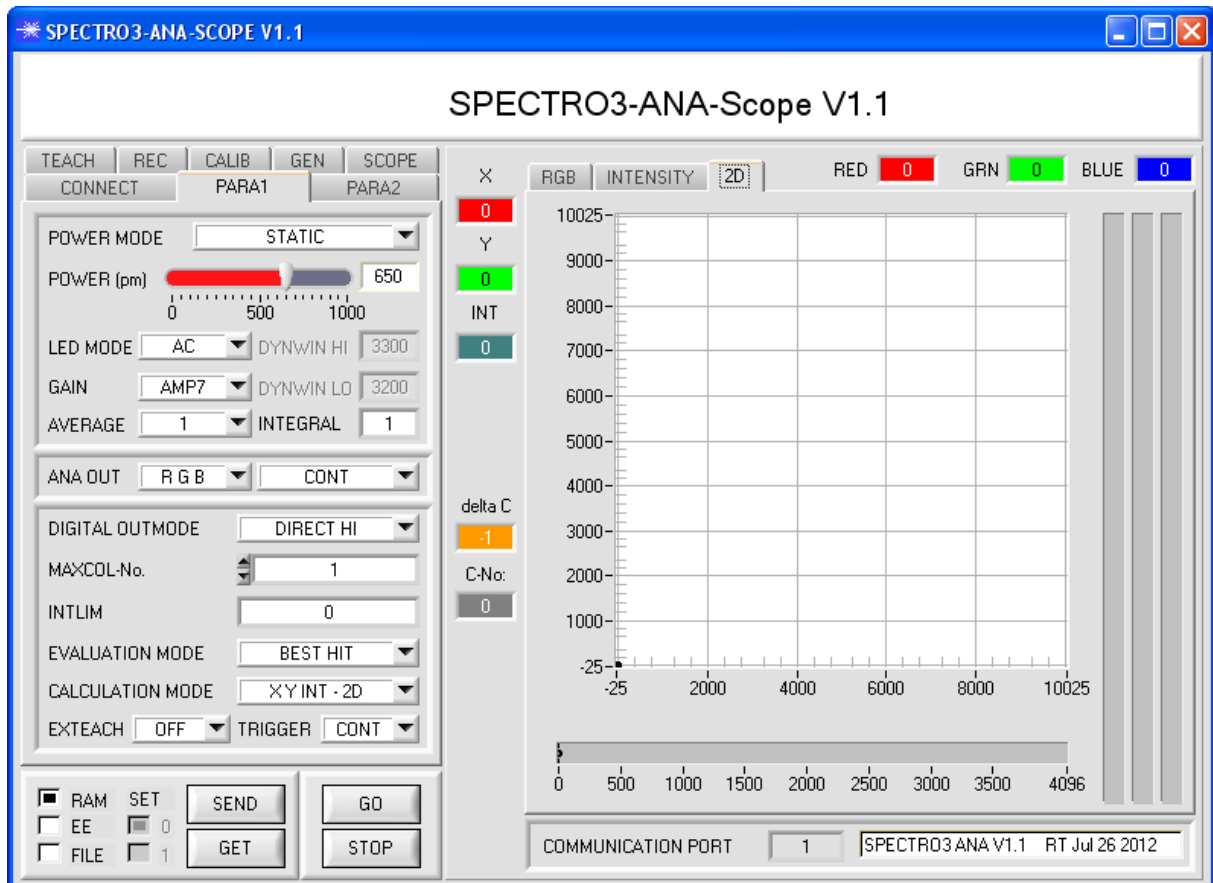 SPECTRO3-ANA-SCOPE V1.1
SPECTRO3-ANA-Scope V1.1
TEACH REC CALIB GEN SCOPE
CONNECT PARA1 PARA2
POWER MODE STATIC
POWER (pm) 650
0 500 1000
LED MODE AC DYNWIN HI 3300
GAIN AMP7 DYNWIN LO 3200
AVERAGE 1 INTEGRAL 1
ANA OUT R G B CONT
DIGITAL OUTMODE DIRECT HI
MAXCOL-No. 1
INTLIM 0
EVALUATION MODE BEST HIT
CALCULATION MODE X Y INT - 2D
EXTEACH OFF TRIGGER CONT
RAM SET
EE 0
FILE 1
SEND GO
GET STOP
X
0
Y
0
INT
0
delta C
-1
C-No:
0
RGB INTENSITY 2D
RED 0 GRN 0 BLUE 0
10025
9000
8000
7000
6000
5000
4000
3000
2000
1000
-25
-25 2000 4000 6000 8000 10025
0 500 1000 1500 2000 2500 3000 3500 4096
COMMUNICATION PORT 1 SPECTRO3 ANA V1.1 RT Jul 26 2012